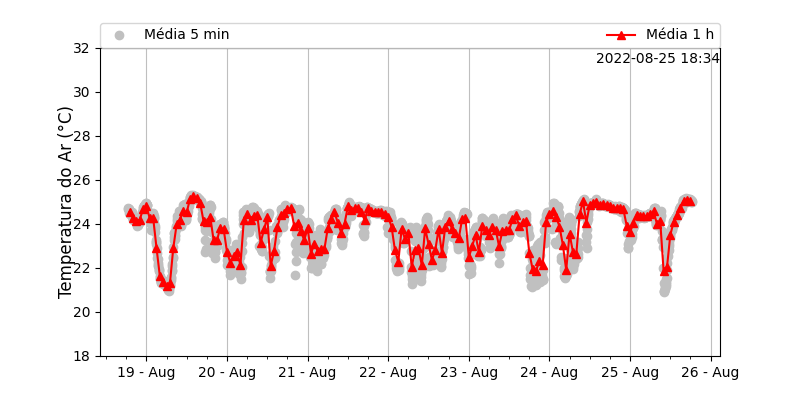 Média 5 min
Média 1 h
2022-08-25 18:34
Temperatura do Ar (°C)
32
30
28
26
24
22
20
18
19 - Aug
20 - Aug
21 - Aug
22 - Aug
23 - Aug
24 - Aug
25 - Aug
26 - Aug